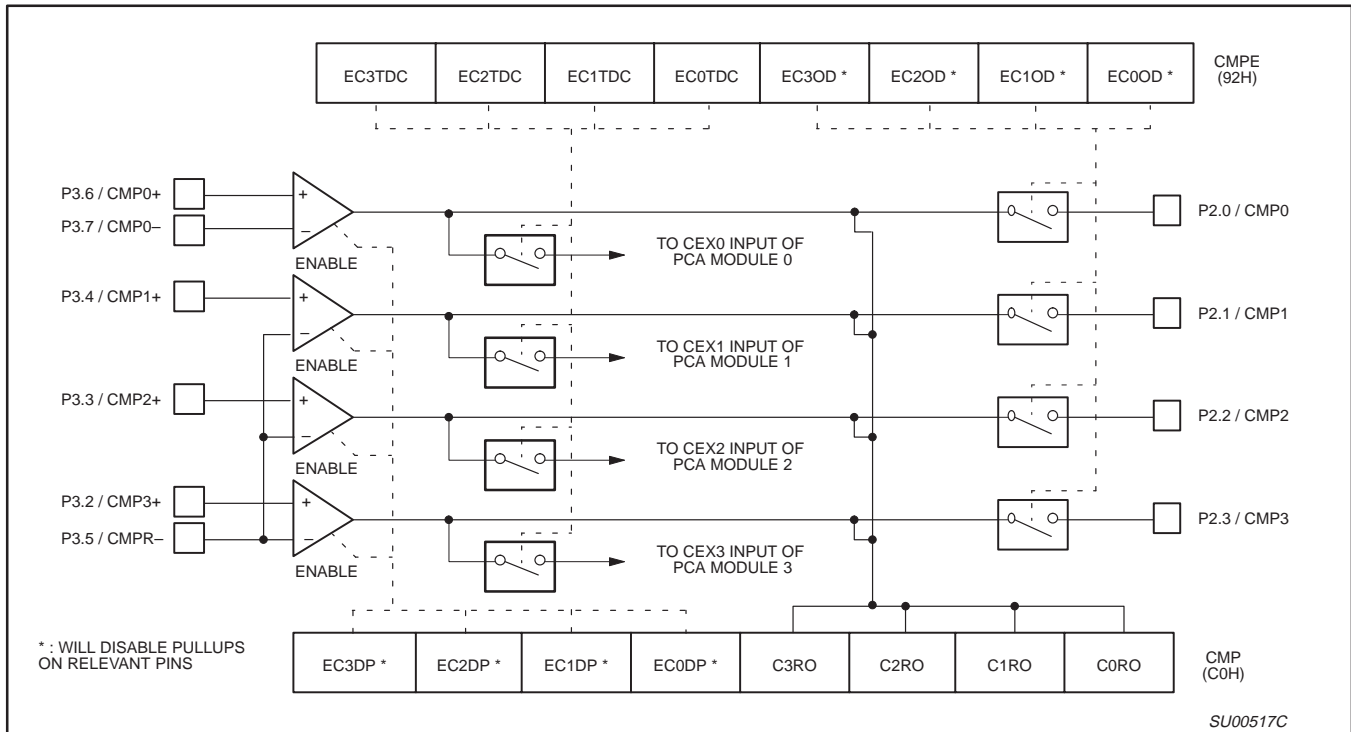 EC3TDC EC2TDC EC1TDC EC0TDC EC3OD * EC2OD * EC1OD * EC0OD *
CMPE
(92H)
P3.6 / CMP0+
+
P3.7 / CMP0–
–
ENABLE
TO CEX0 INPUT OF
PCA MODULE 0
P2.0 / CMP0
P3.4 / CMP1+
+
–
ENABLE
TO CEX1 INPUT OF
PCA MODULE 1
P2.1 / CMP1
P3.3 / CMP2+
+
–
ENABLE
TO CEX2 INPUT OF
PCA MODULE 2
P2.2 / CMP2
P3.2 / CMP3+
+
P3.5 / CMPR–
–
ENABLE
TO CEX3 INPUT OF
PCA MODULE 3
P2.3 / CMP3
* : WILL DISABLE PULLUPS
ON RELEVANT PINS
EC3DP * EC2DP * EC1DP * EC0DP * C3RO C2RO C1RO C0RO
CMP
(C0H)
SU00517C